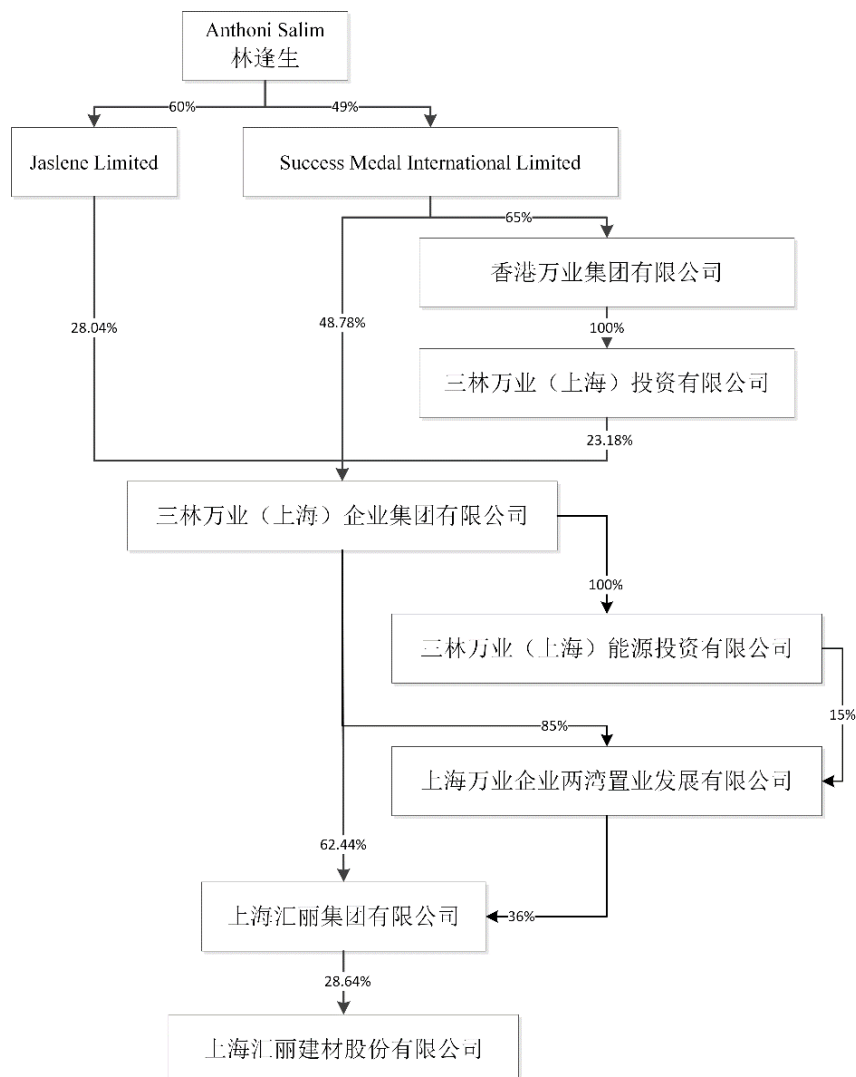 Anthoni Salim
林逢生
60%
49%
Jaslene Limited
Success Medal International Limited
65%
香港万业集团有限公司
28.04%
48.78%
100%
三林万业（上海）投资有限公司
23.18%
三林万业（上海）企业集团有限公司
100%
三林万业（上海）能源投资有限公司
15%
85%
上海万业企业两湾置业发展有限公司
62.44%
上海汇丽集团有限公司
36%
28.64%
上海汇丽建材股份有限公司